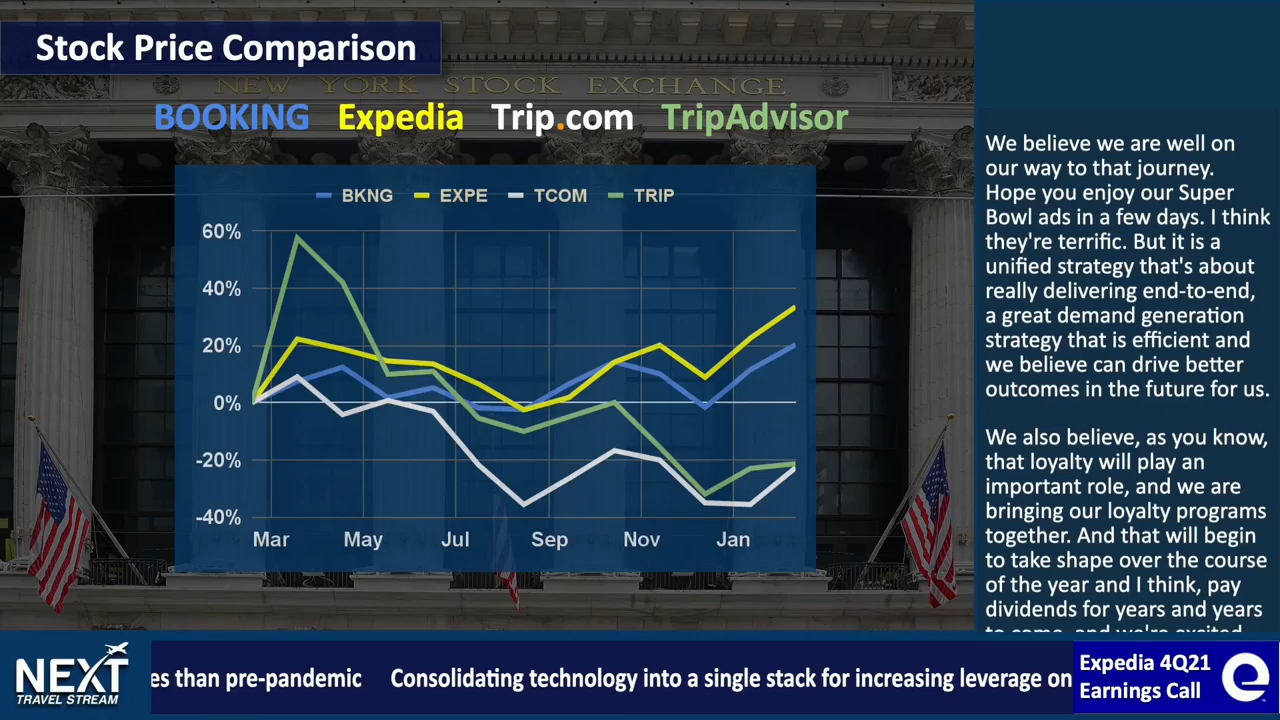 Stock Price Comparison
NEW YORK STOCK EXCHANGE
BOOKING Expedia Trip.com TripAdvisor
BKNG EXPE TCOM TRIP
60%
40%
20%
0%
-20%
-40%
Mar May Jul Sep Nov Jan
We believe we are well on
our way to that journey.
Hope you enjoy our Super
Bowl ads in a few days. I think
they're terrific. But it is a
unified strategy that's about
really delivering end-to-end,
a great demand generation
strategy that is efficient and
we believe can drive better
outcomes in the future for us.
We also believe, as you know,
that loyalty will play an
important role, and we are
bringing our loyalty programs
together. And that will begin
to take shape over the course
of the year and I think, pay
dividends for years and years
to come, and we're excited
NEXT
TRAVEL STREAM
es than pre-pandemic Consolidating technology into a single stack for increasing leverage on
Expedia 4Q21
Earnings Call
e